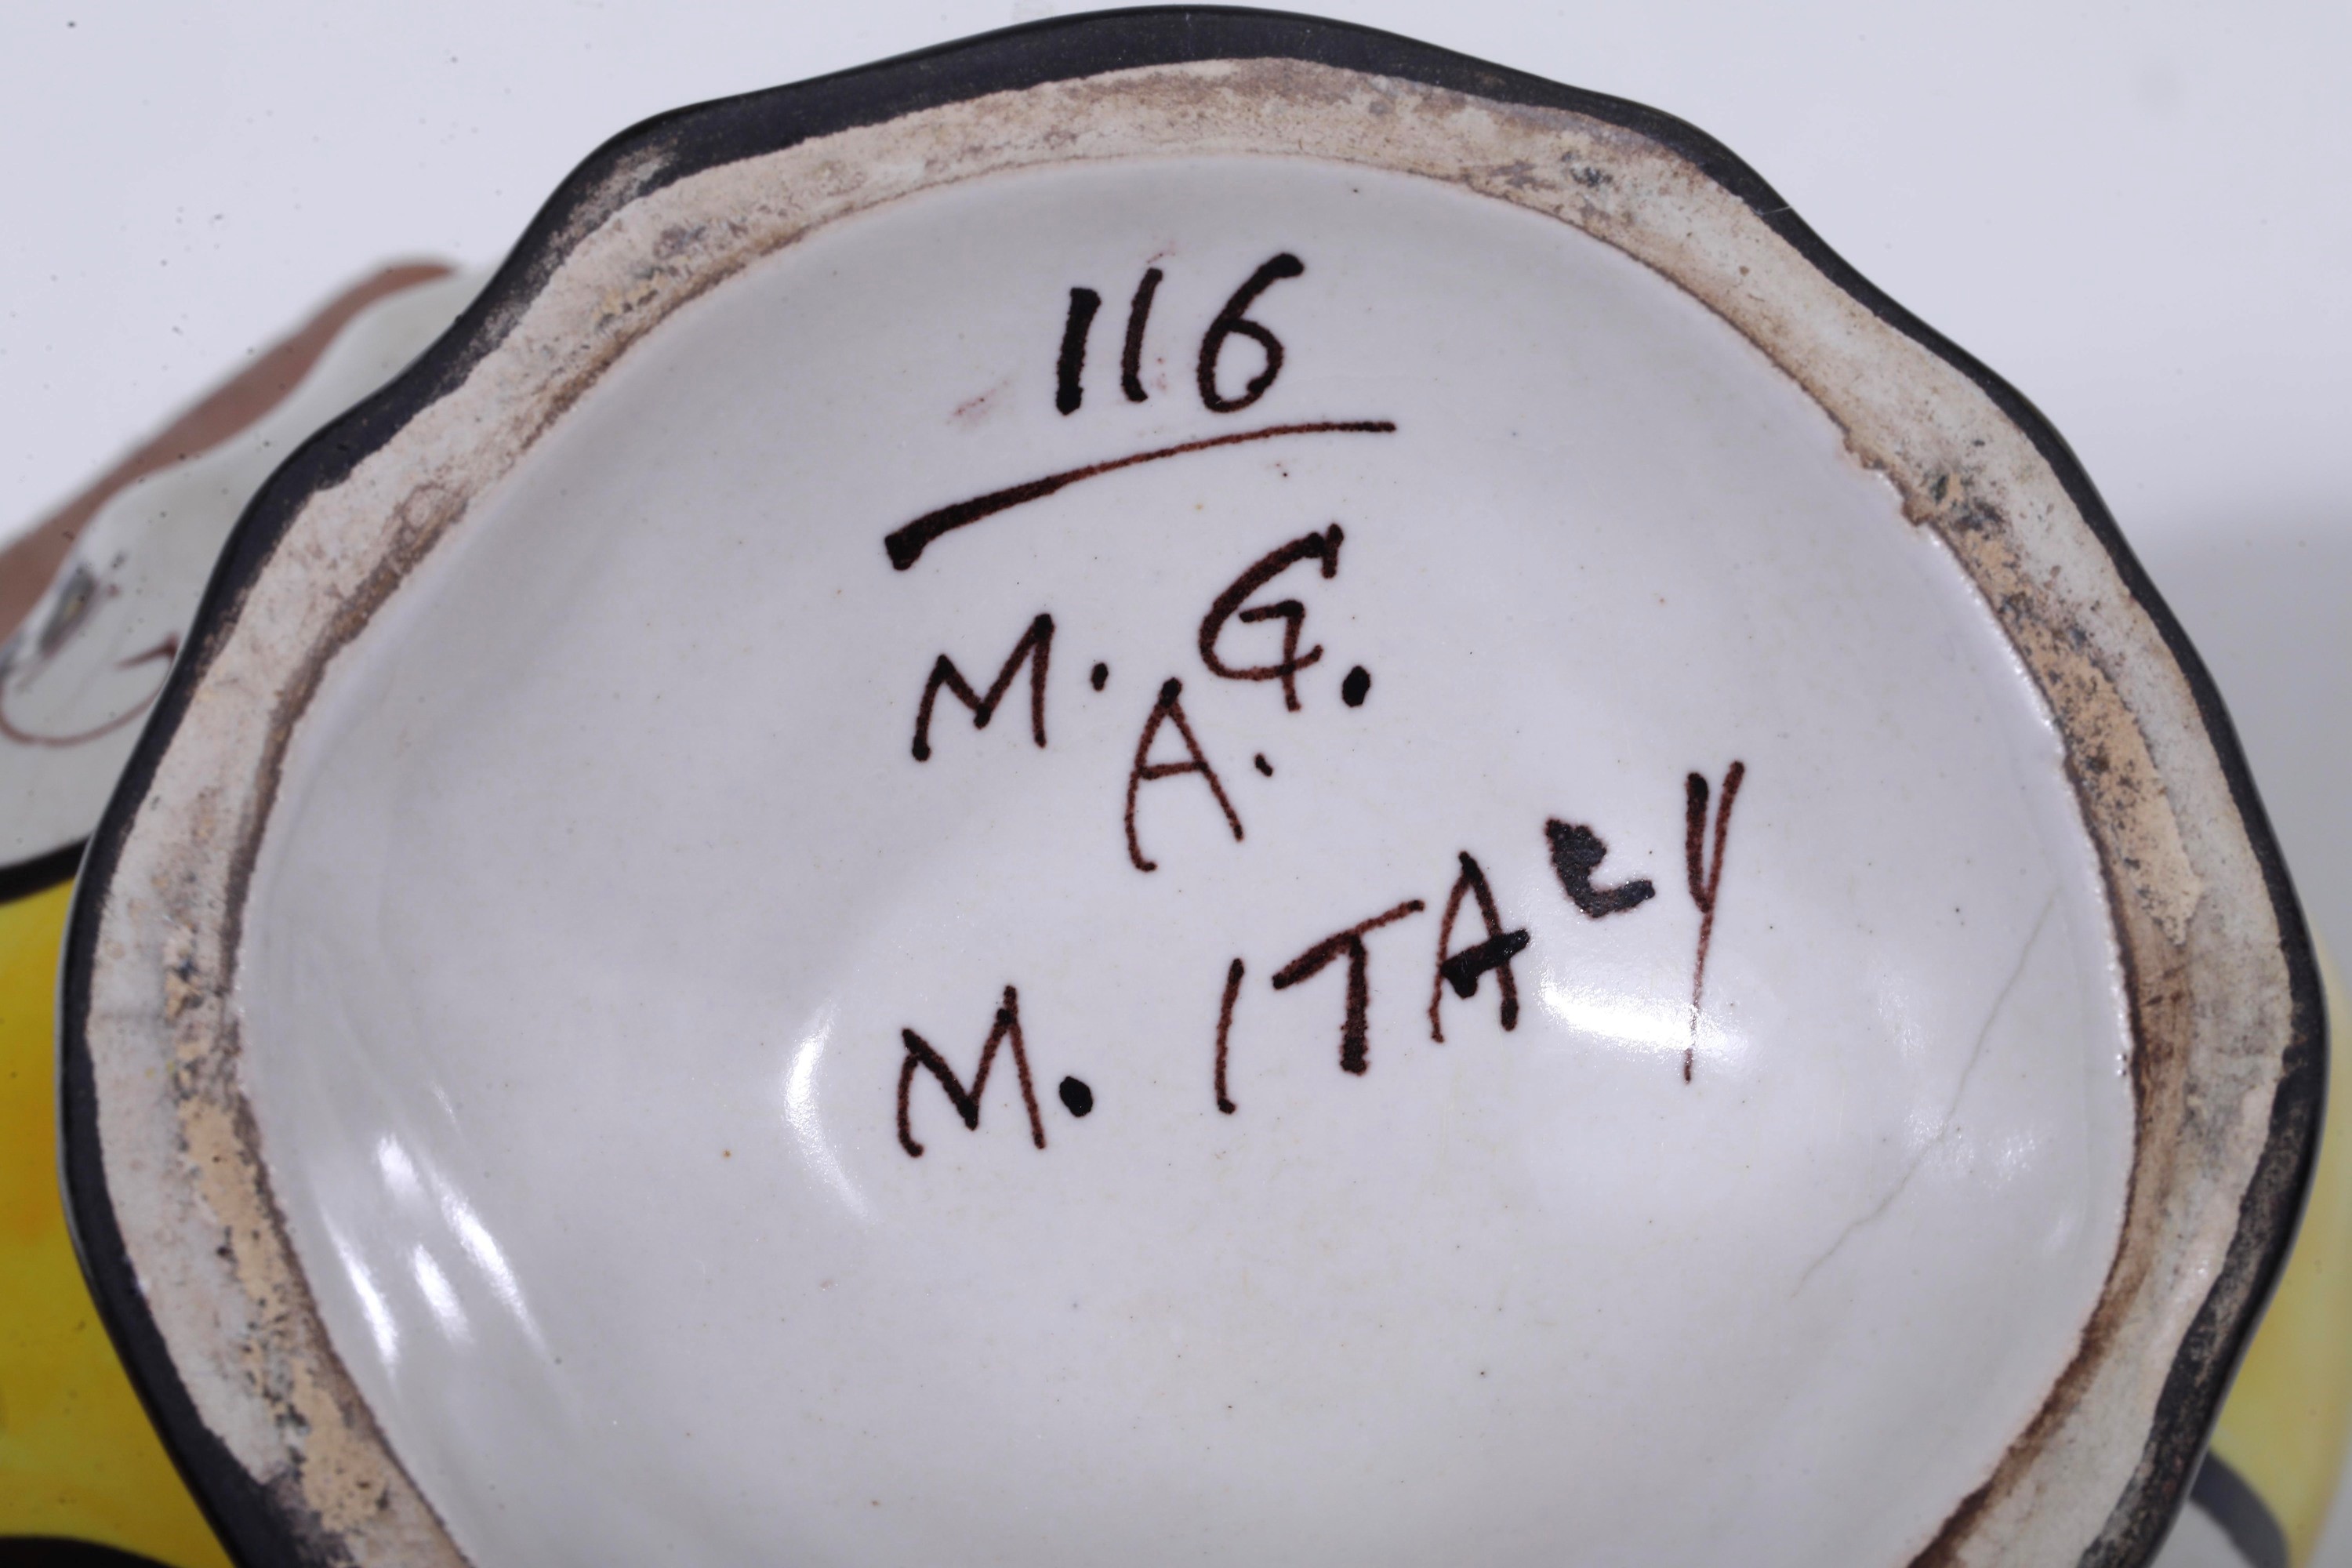 116
M. G.
A.
M. ITALY